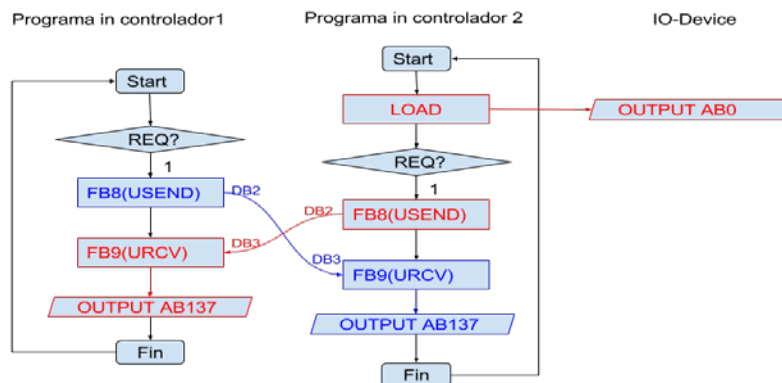 Programa in controlador1
Programa in controlador 2
IO-Device
Start
REQ?
1
FB8(USEND)
DB2
DB3
FB9(URCV)
OUTPUT AB137
Fin
Start
LOAD
OUTPUT AB0
REQ?
1
DB2
FB8(USEND)
DB3
FB9(URCV)
OUTPUT AB137
Fin